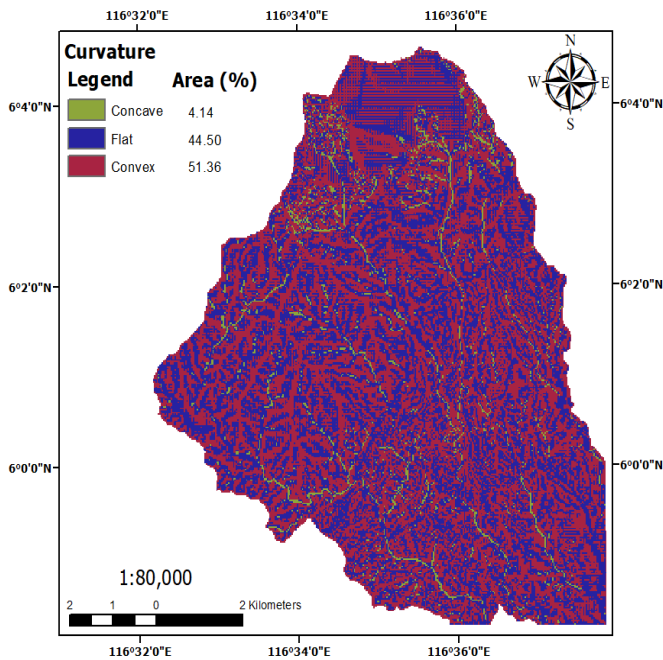 116°32'0"E 116°34'0"E 116°36'0"E
Curvature
Legend Area (%)
Concave 4.14
Flat 44.50
Convex 51.36
N
W E
S
6°4'0"N 6°4'0"N
6°2'0"N 6°2'0"N
6°0'0"N 6°0'0"N
1:80,000
2 1 0 2 Kilometers
116°32'0"E 116°34'0"E 116°36'0"E